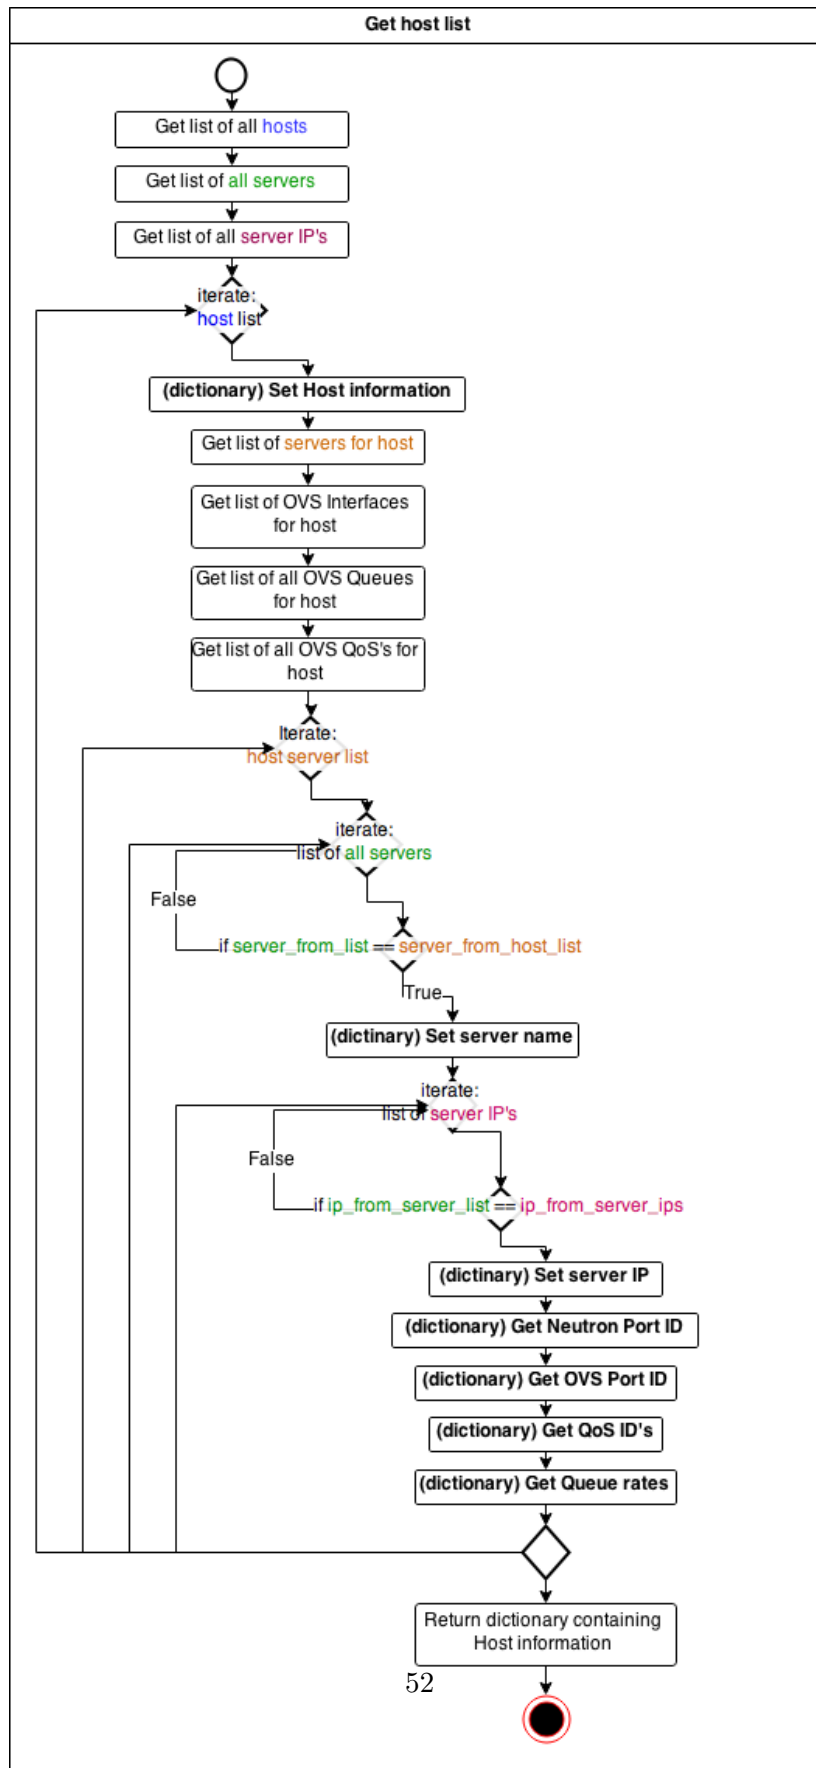 Get host list
Get list of all hosts
Get list of all servers
Get list of all server IP's
iterate:
host list
(dictionary) Set Host information
Get list of servers for host
Get list of OVS Interfaces
for host
Get list of all OVS Queues
for host
Get list of all OVS QoS's for
host
Iterate:
host server list
iterate:
list of all servers
False
if server_from_list == server_from_host_list
True
(dictinary) Set server name
iterate:
list of server IP's
False
if ip_from_server_list == ip_from_server_ips
(dictinary) Set server IP
(dictionary) Get Neutron Port ID
(dictionary) Get OVS Port ID
(dictionary) Get QoS ID's
(dictionary) Get Queue rates
Return dictionary containing
Host information
52